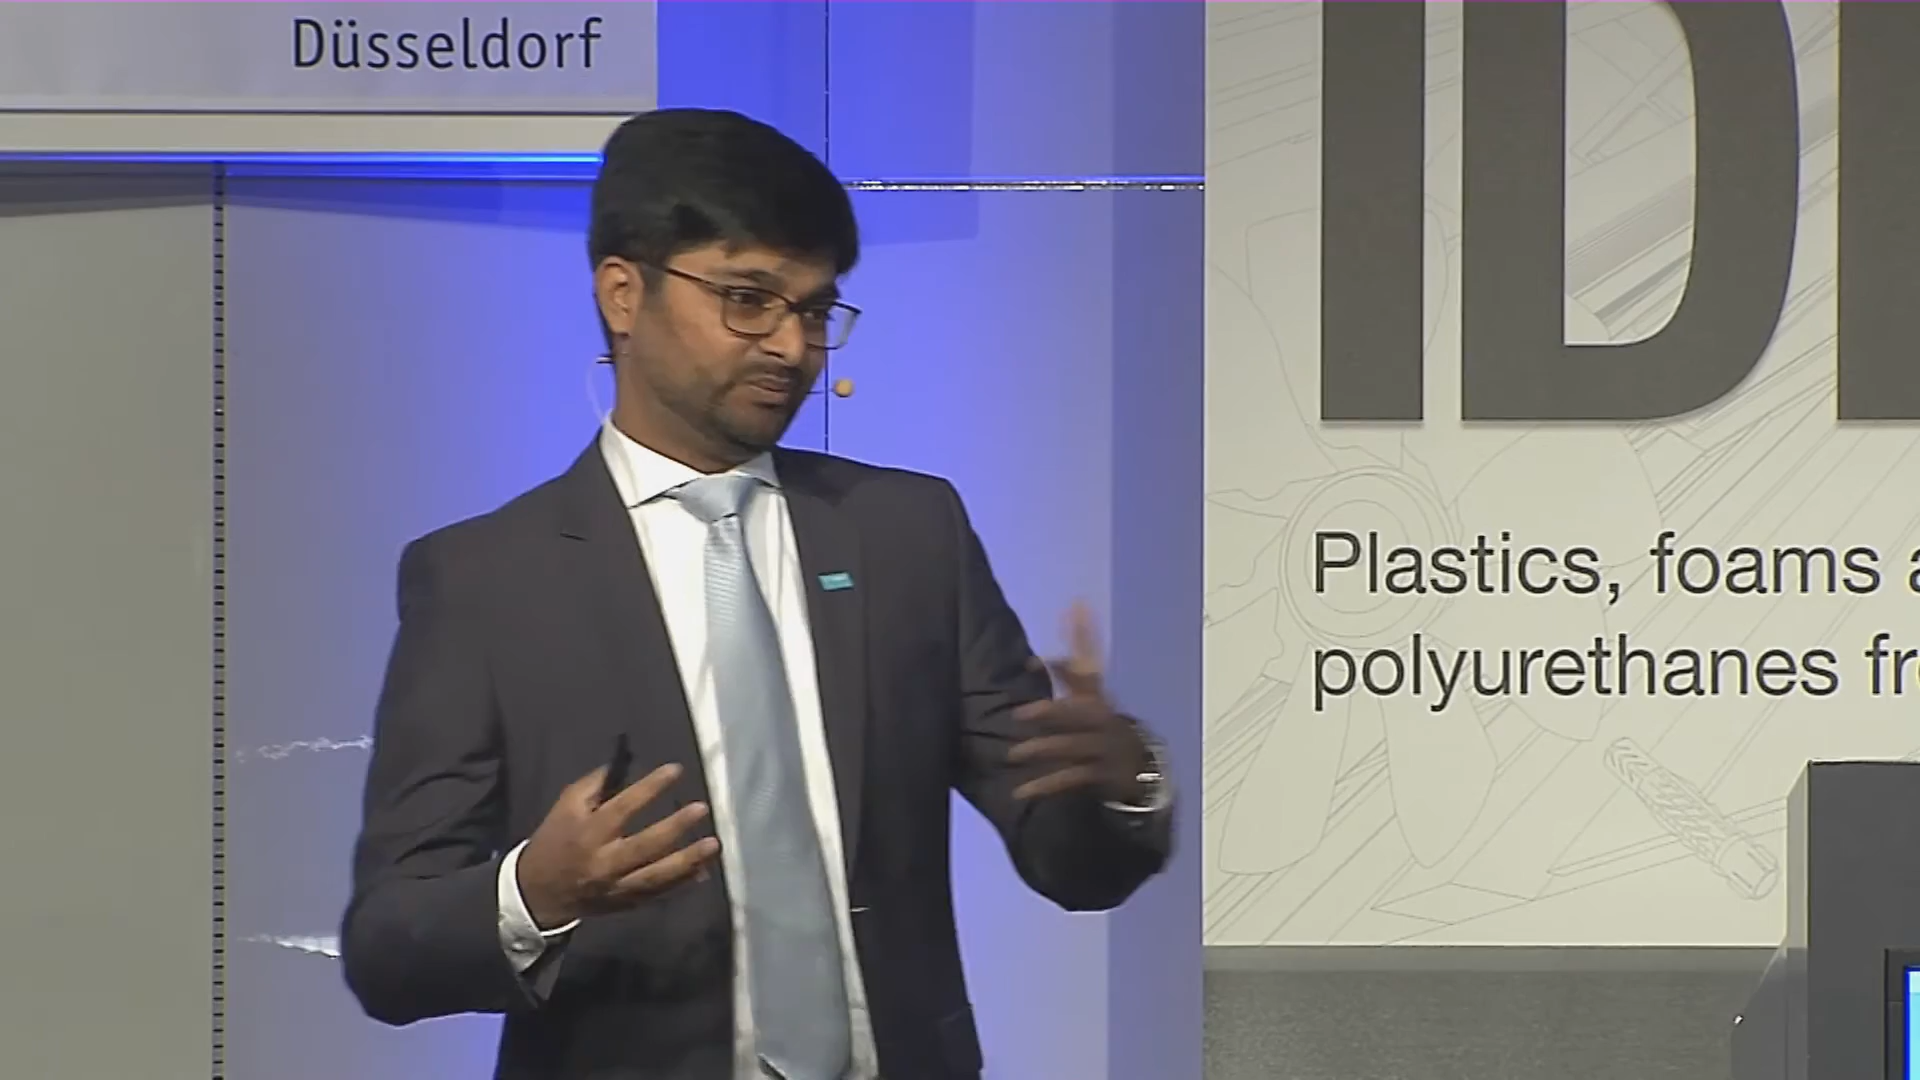 Düsseldorf
ID
Plastics, foams a
polyurethanes fr